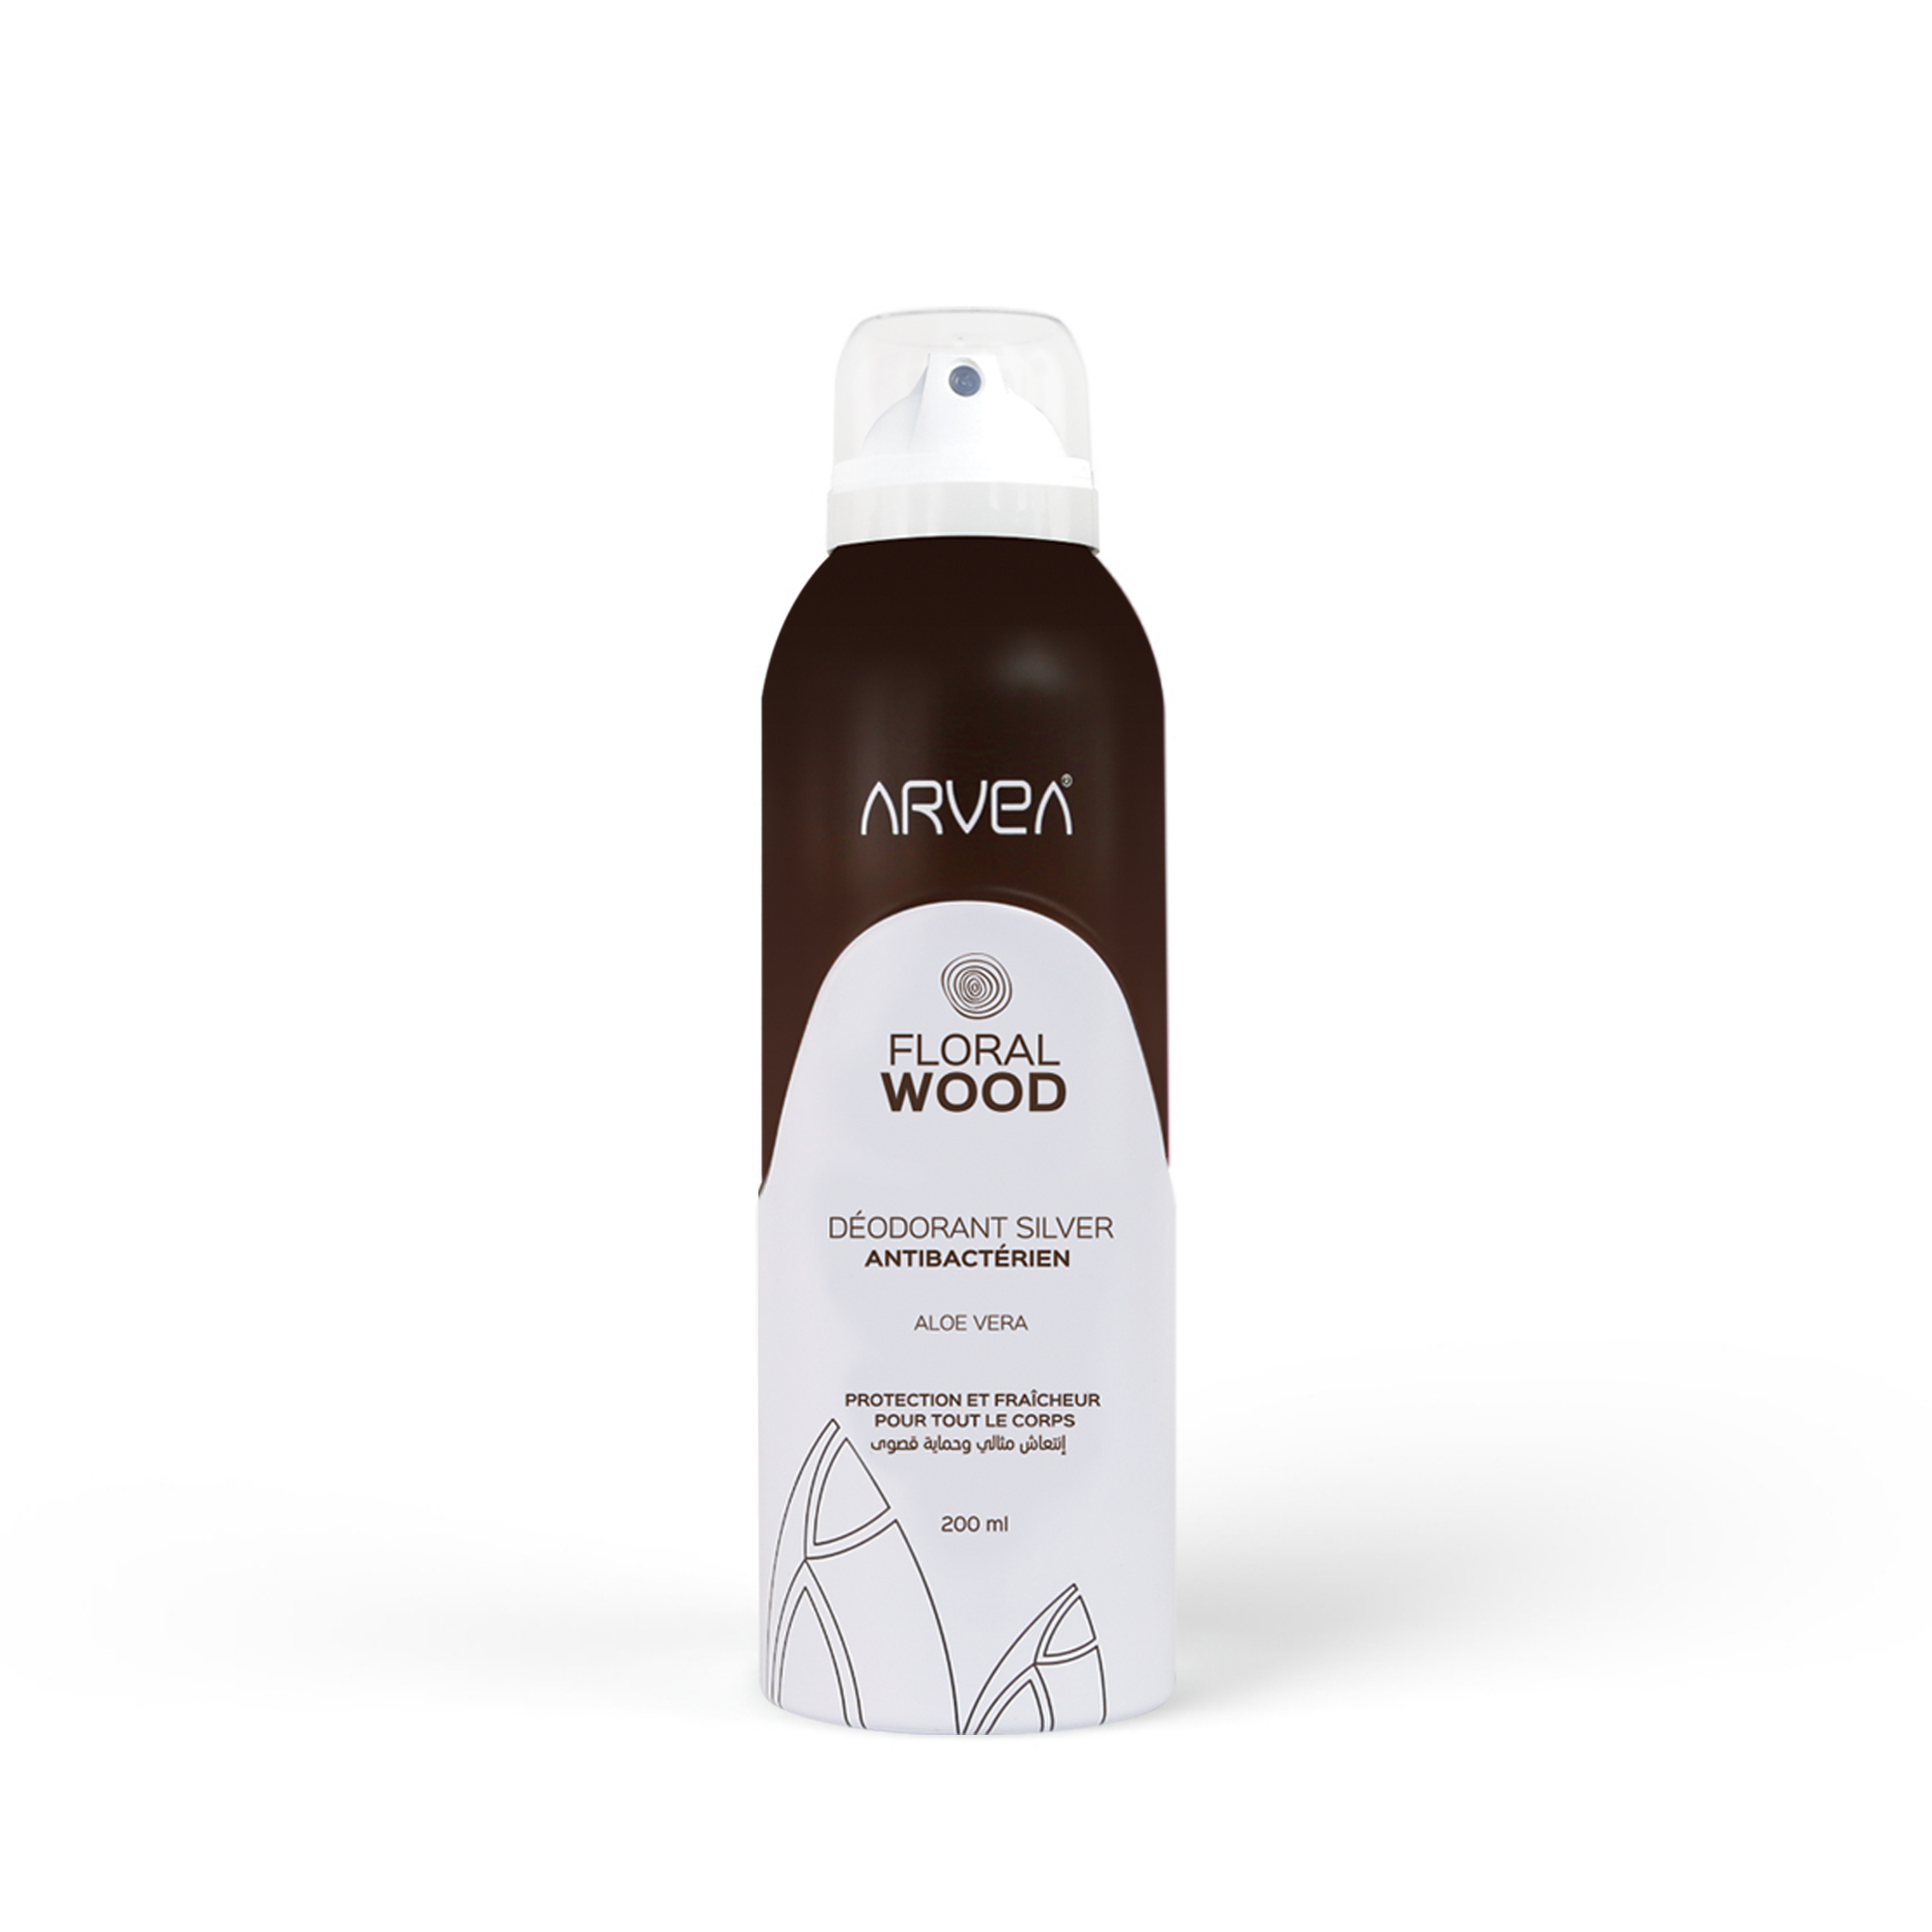 ARVEA®
FLORAL
WOOD
DÉODORANT SILVER
ANTIBACTÉRIEN
ALOE VERA
PROTECTION ET FRAÎCHEUR
POUR TOUT LE CORPS
إنتعاش مثالي وحماية قصوى
200 ml